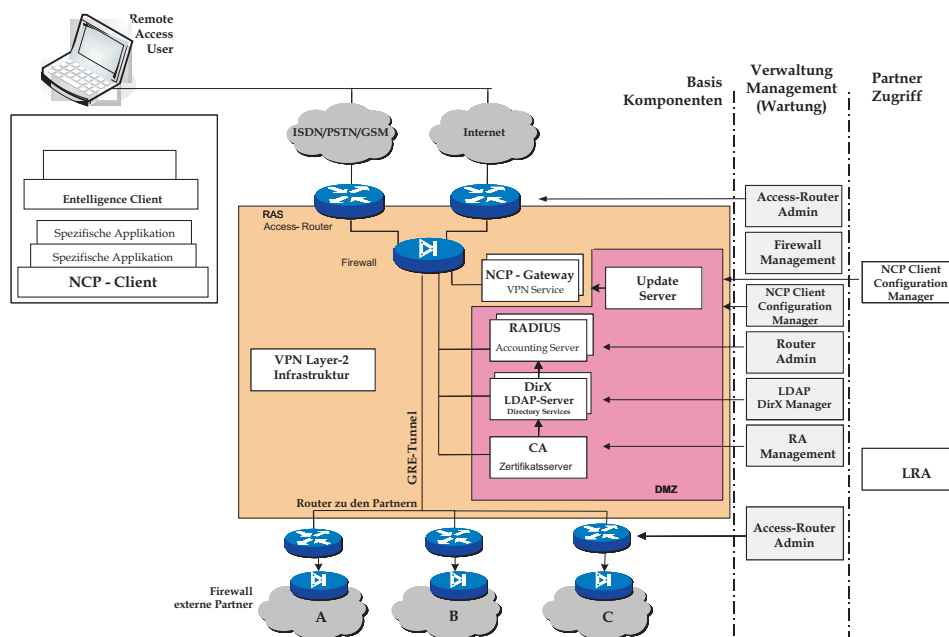 Remote
Access
User
Basis
Komponenten
Verwaltung
Management
(Wartung)
Partner
Zugriff
ISDN/PSTN/GSM
Internet
Entelligence Client
Spezifische Applikation
Spezifische Applikation
NCP - Client
RAS
Access- Router
Firewall
NCP - Gateway
VPN Service
Update
Server
RADIUS
Accounting Server
VPN Layer-2
Infrastruktur
DirX
LDAP-Server
Directory Services
CA
Zertifikatsserver
DMZ
GRE-Tunnel
Router zu den Partnern
Access-Router
Admin
Firewall
Management
NCP Client
Configuration
Manager
NCP Client
Configuration
Manager
Router
Admin
LDAP
DirX Manager
RA
Management
LRA
Access-Router
Admin
Firewall
externe Partner
A
B
C